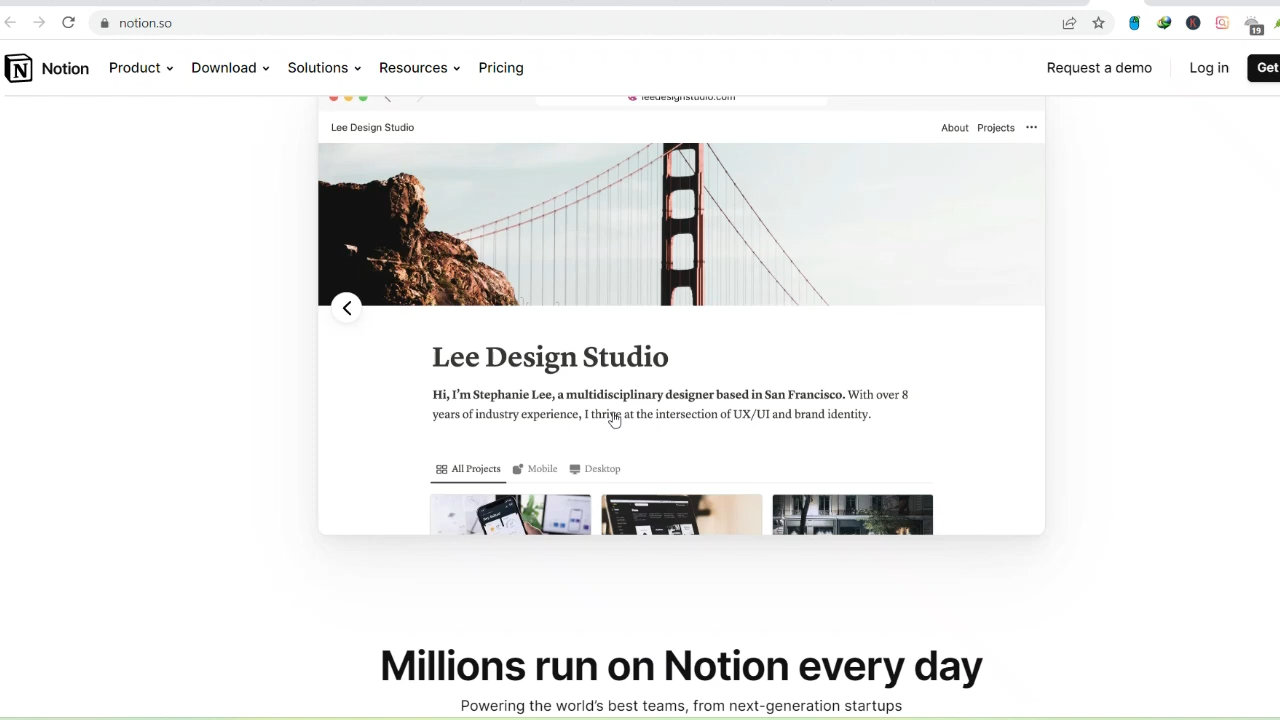 notion.so
19
Notion Product Download Solutions Resources Pricing Request a demo Log in Get
leedesignstudio.com
Lee Design Studio About Projects
Lee Design Studio
Hi, I'm Stephanie Lee, a multidisciplinary designer based in San Francisco. With over 8
years of industry experience, I thrive at the intersection of UX/UI and brand identity.
All Projects Mobile Desktop
Millions run on Notion every day
Powering the world's best teams, from next-generation startups